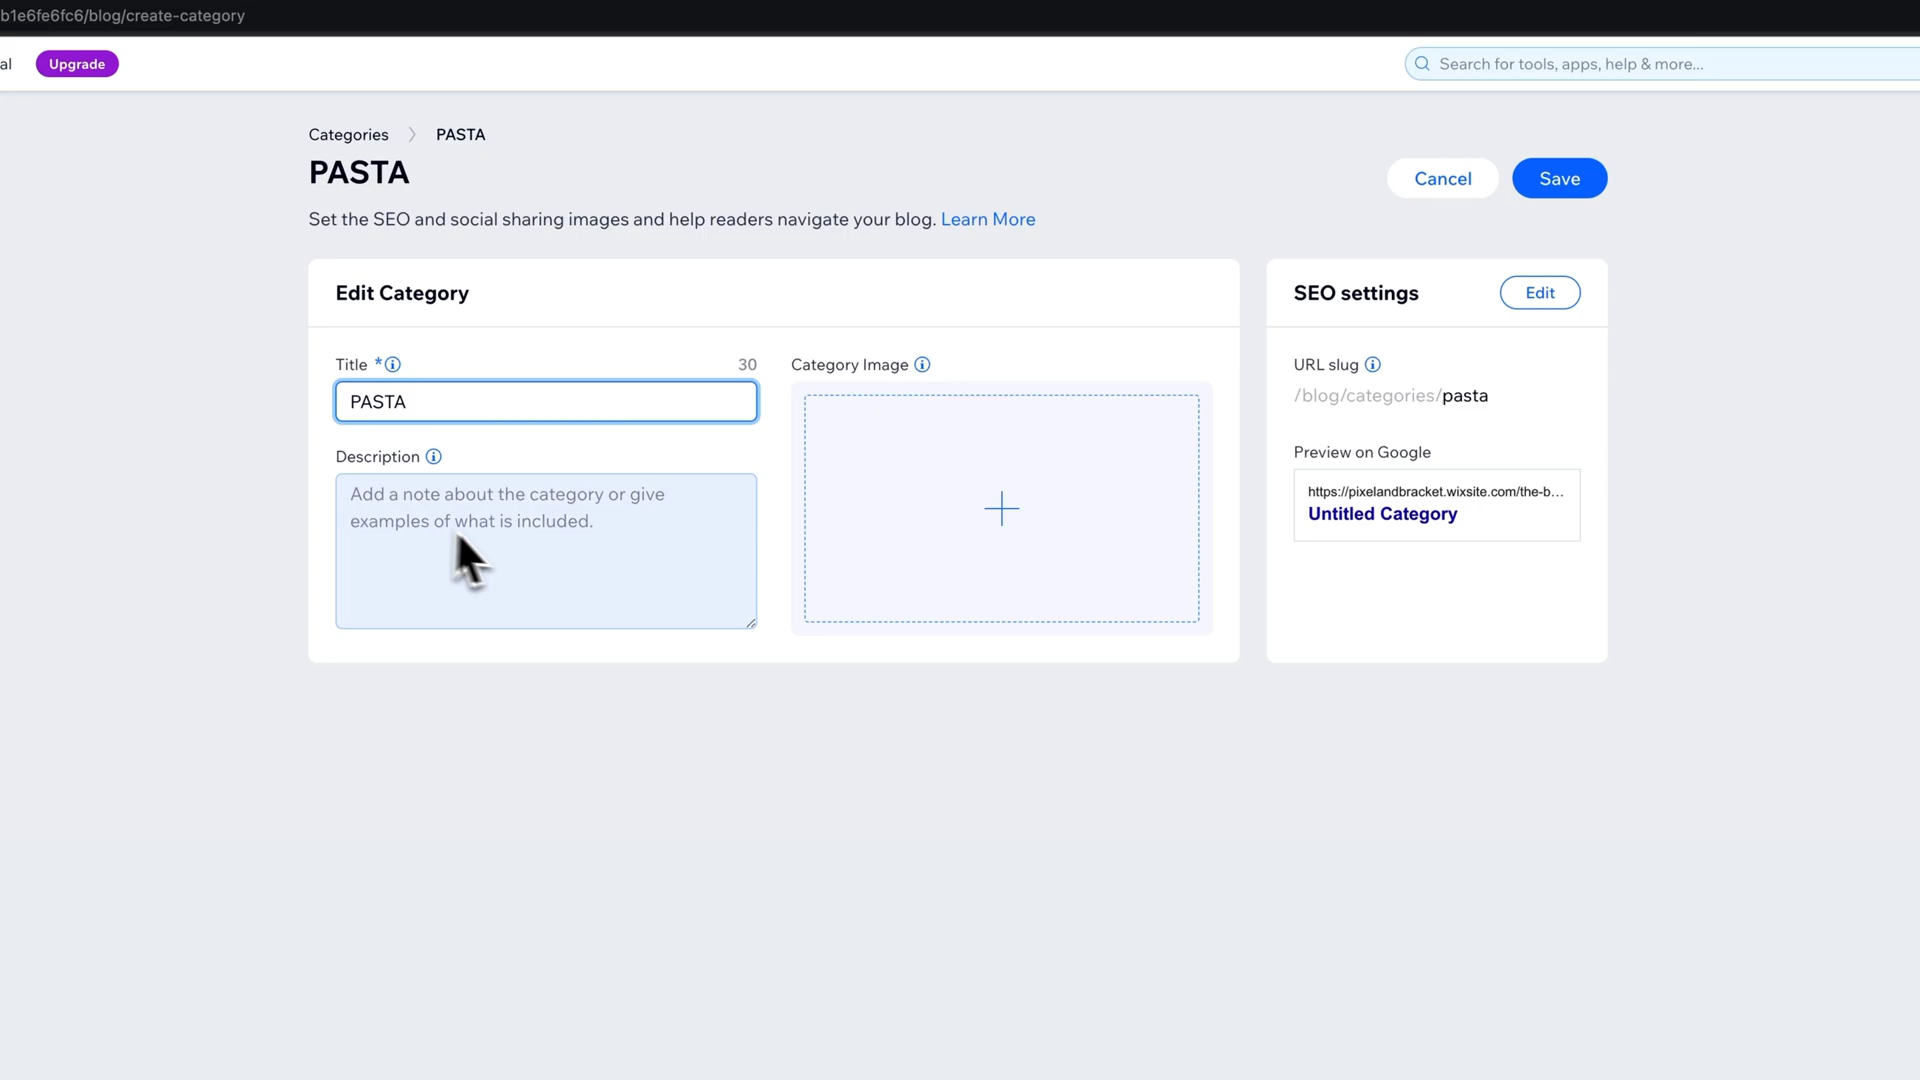 b1e6fe6fc6/blog/create-category
al
Upgrade
Search for tools, apps, help & more...
Categories
PASTA
PASTA
Cancel
Save
Set the SEO and social sharing images and help readers navigate your blog. Learn More
Edit Category
SEO settings
Edit
Title *
30
Category Image
URL slug
PASTA
/blog/categories/pasta
Description
Preview on Google
Add a note about the category or give
examples of what is included.
https://pixelandbracket.wixsite.com/the-b...
Untitled Category